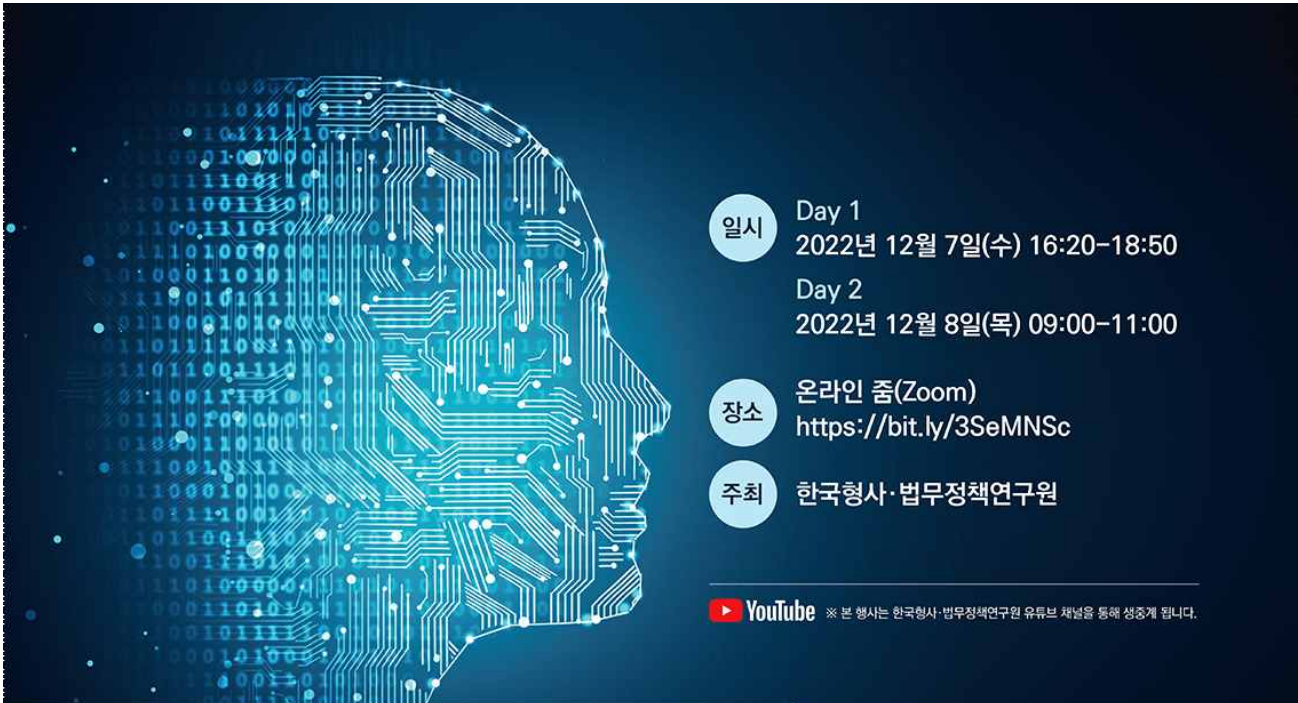 일시
Day 1
2022년 12월 7일(수) 16:20-18:50
Day 2
2022년 12월 8일(목) 09:00-11:00
장소
온라인 줌(Zoom)
https://bit.ly/3SeMNSc
주최
한국형사·법무정책연구원
YouTube ※ 본 행사는 한국형사·법무정책연구원 유튜브 채널을 통해 생중계 됩니다.